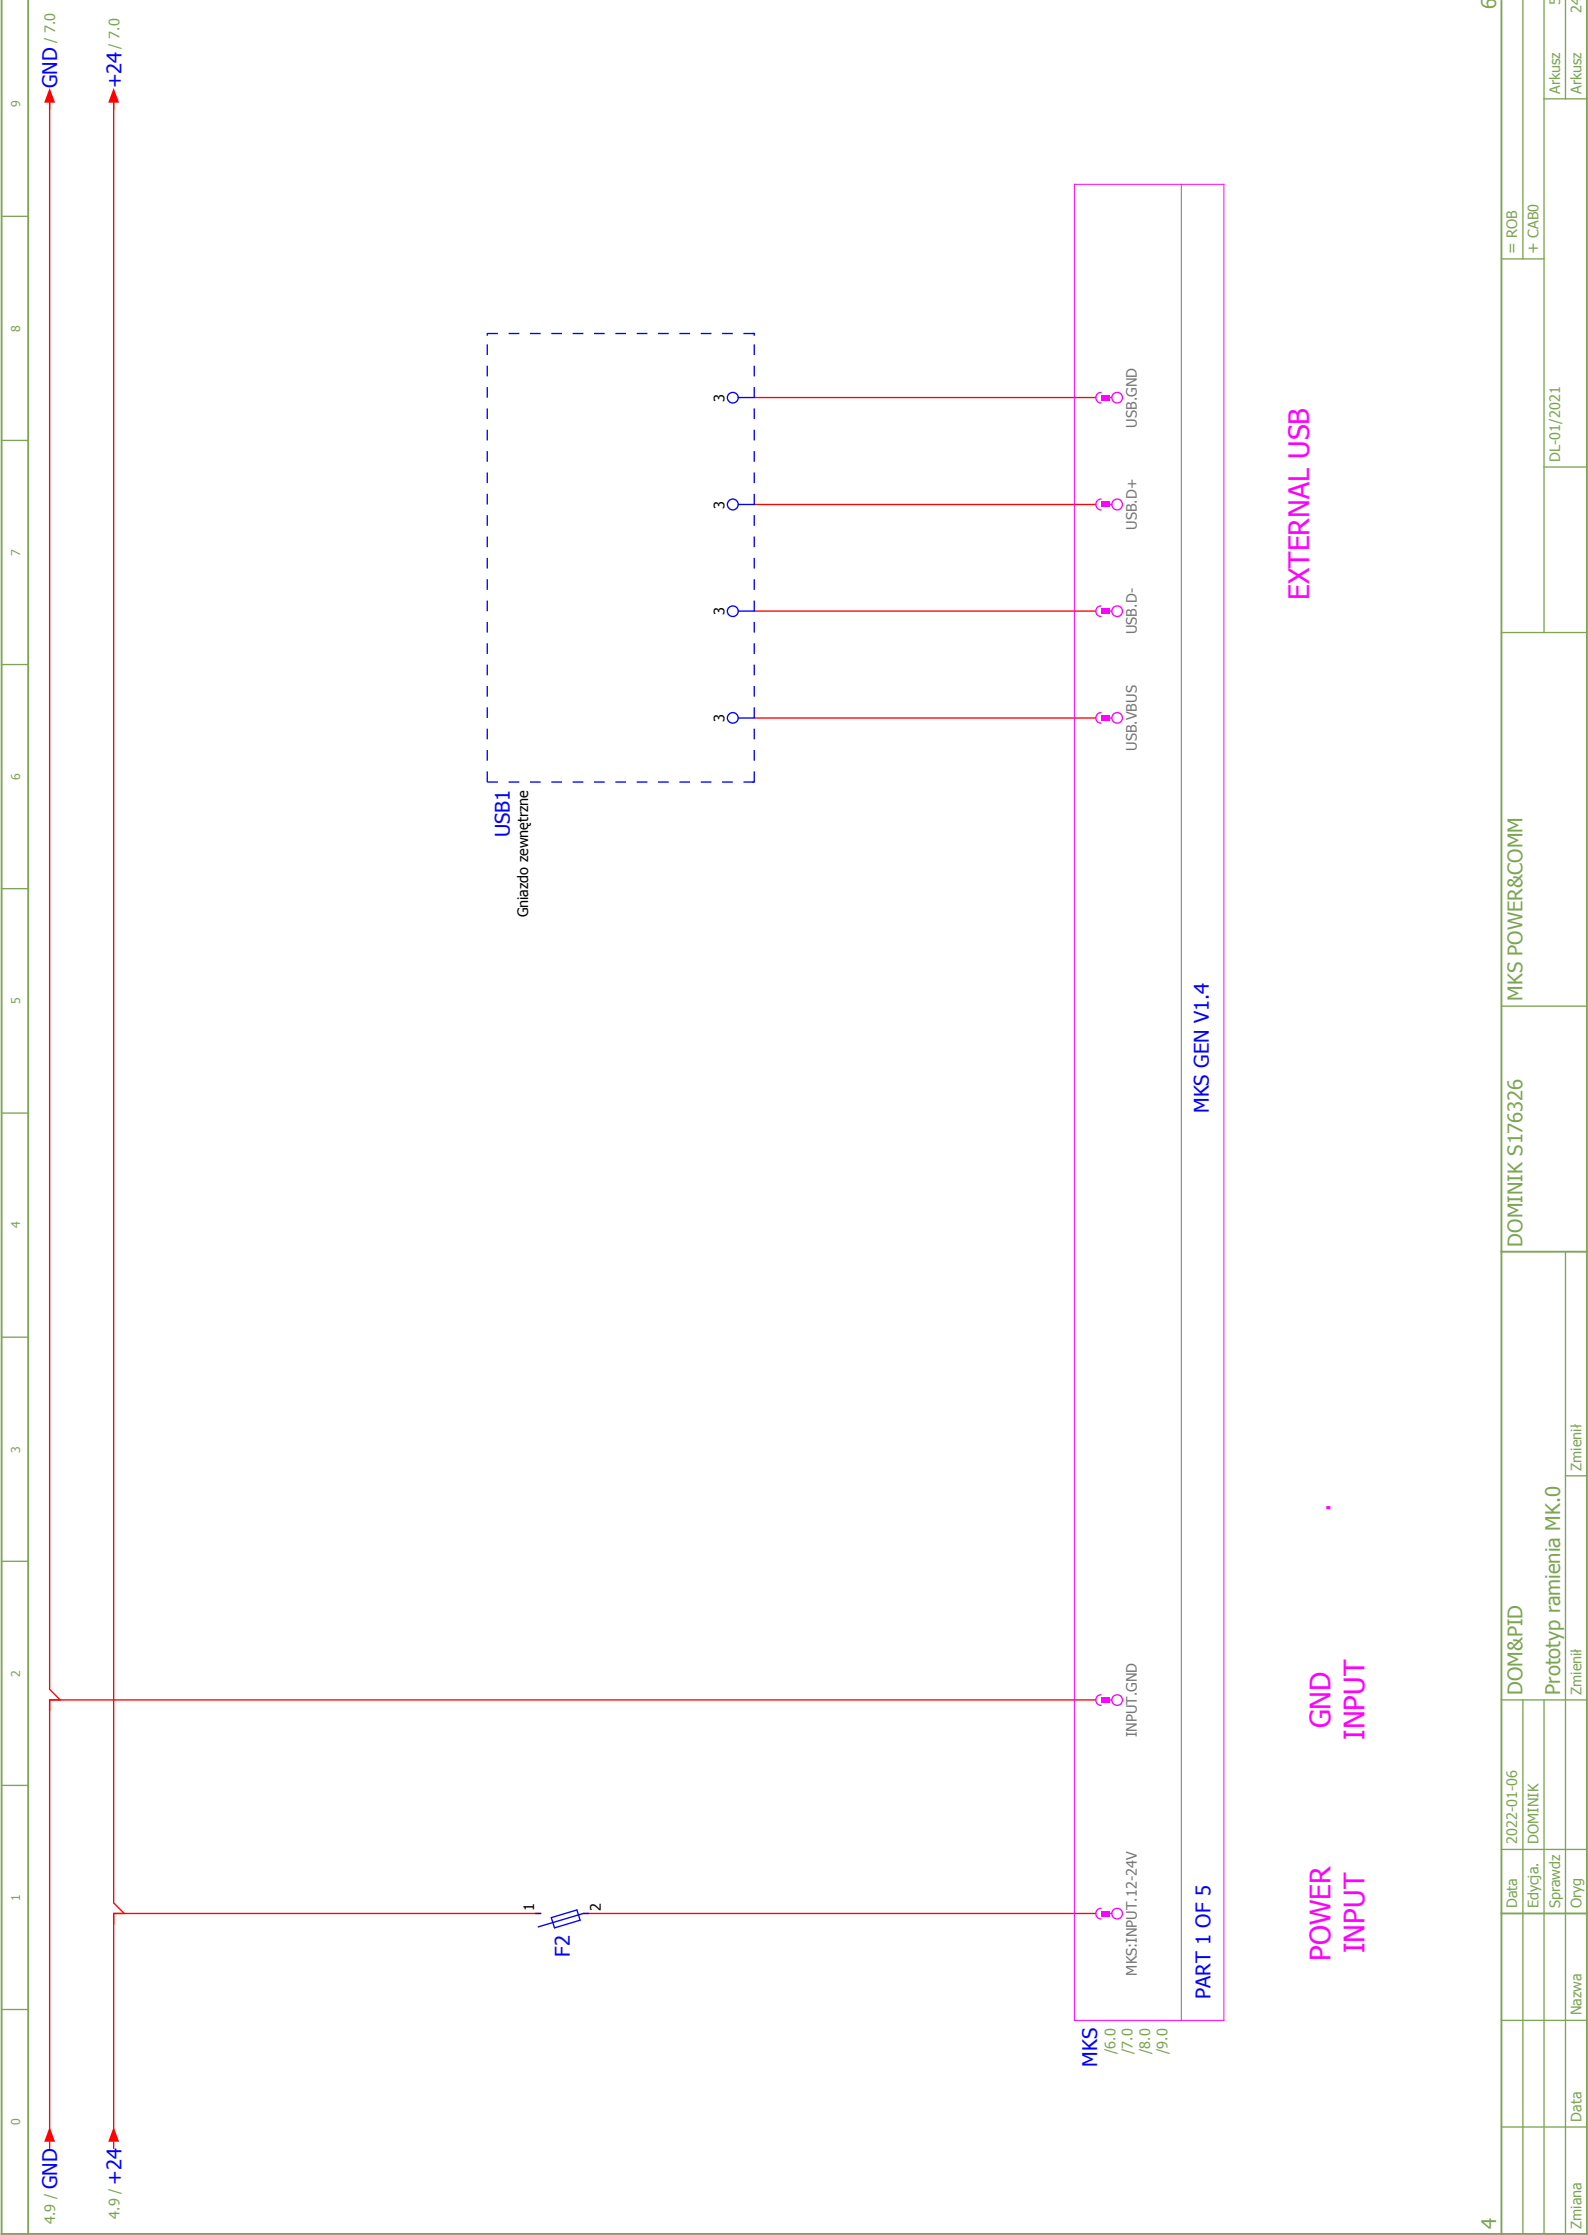 0 1 2 3 4 5 6 7 8 9
4.9 / GND
GND / 7.0
4.9 / +24
+24 / 7.0
USB1
Gniazdo zewnętrzne
F2
1
2
3 3 3 3
MKS
/6.0
/7.0
/8.0
/9.0
MKS:INPUT.12-24V
INPUT.GND
USB.VBUS
USB.D-
USB.D+
USB.GND
PART 1 OF 5
MKS GEN V1.4
POWER
INPUT
GND
INPUT
.
EXTERNAL USB
4
6
Data 2022-01-06
Edycja. DOMINIK
Sprawdz
Zmiana Data Nazwa Oryg
DOM&PID
Prototyp ramienia MK.0
Zmienił Zmienił
DOMINIK S176326
MKS POWER&COMM
DL-01/2021
= ROB
+ CAB0
Arkusz 5
Arkusz 24